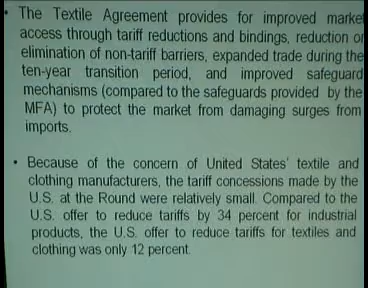 • The Textile Agreement provides for improved market
access through tariff reductions and bindings, reduction or
elimination of non-tariff barriers, expanded trade during the
ten-year transition period, and improved safeguard
mechanisms (compared to the safeguards provided by the
MFA) to protect the market from damaging surges from
imports.
• Because of the concern of United States' textile and
clothing manufacturers, the tariff concessions made by the
U.S. at the Round were relatively small. Compared to the
U.S. offer to reduce tariffs by 34 percent for industrial
products, the U.S. offer to reduce tariffs for textiles and
clothing was only 12 percent.